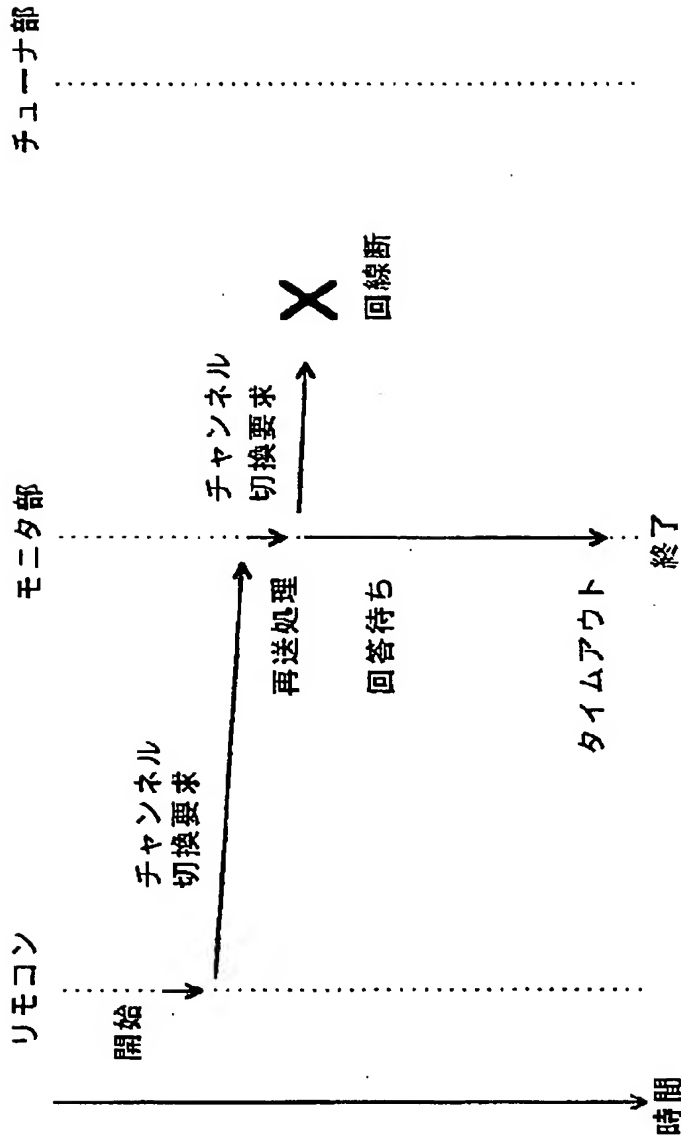 リモコン
モニタ部
チューナ部
開始
チャンネル
切換要求
再送処理
チャンネル
切換要求
回線断
回答待ち
タイムアウト
終了
時間